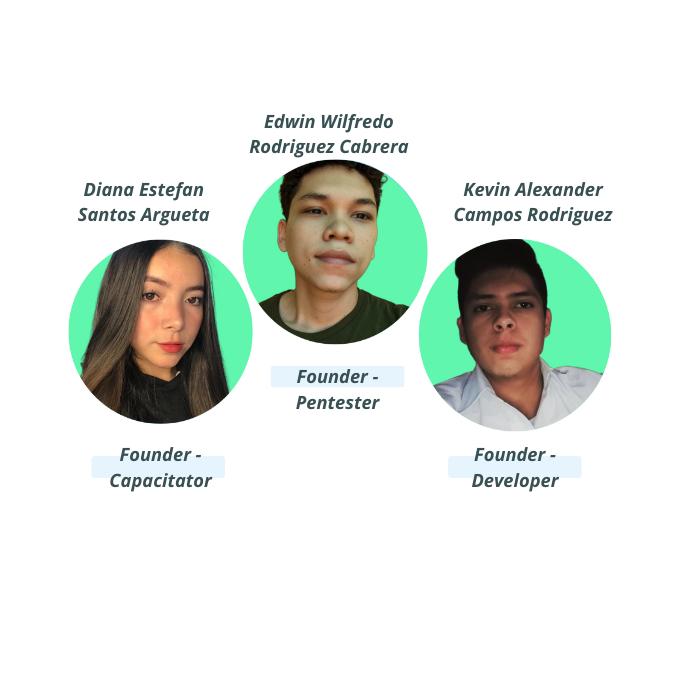 Edwin Wilfredo
Rodriguez Cabrera
Diana Estefan
Santos Argueta
Kevin Alexander
Campos Rodriguez
Founder -
Pentester
Founder -
Capacitator
Founder -
Developer